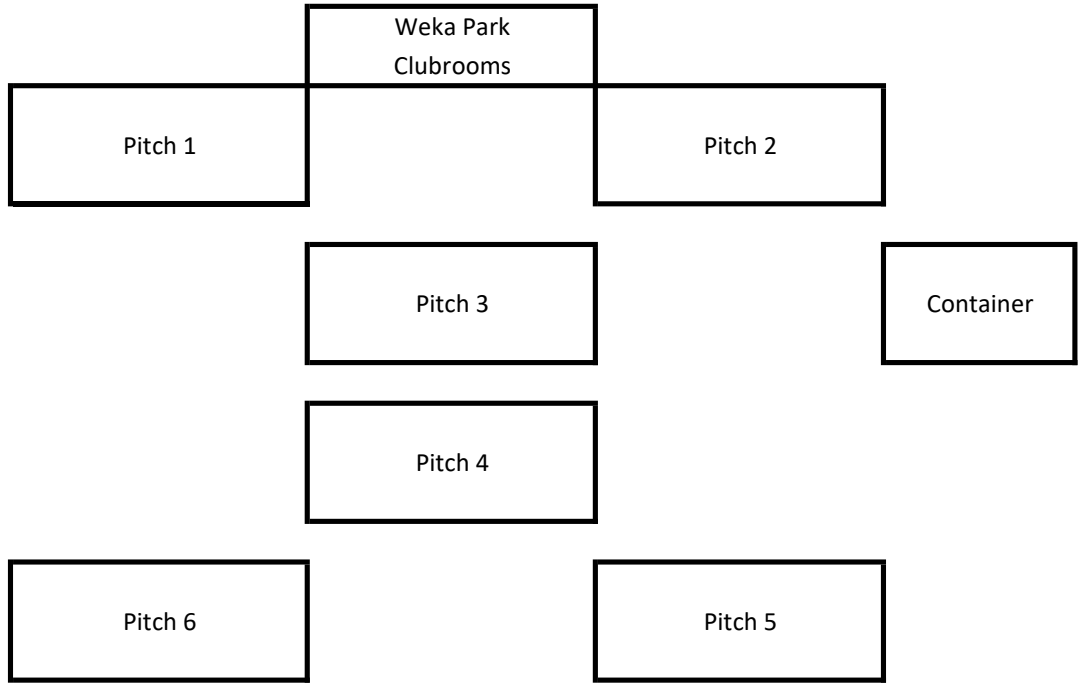 Weka Park
Clubrooms
Pitch 1
Pitch 2
Pitch 3
Container
Pitch 4
Pitch 6
Pitch 5